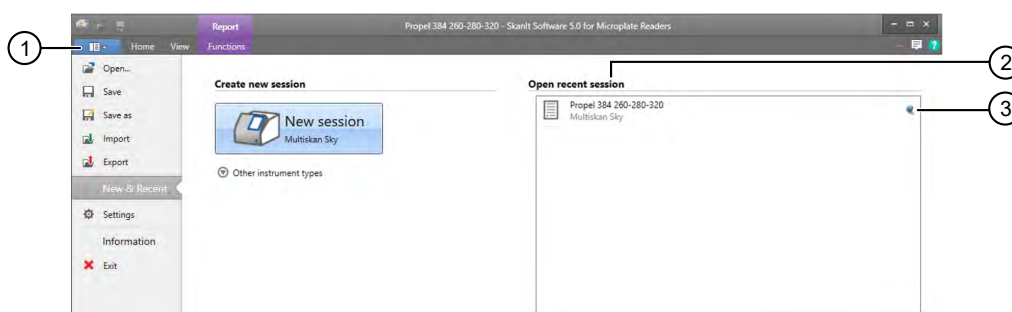 Report
Propel 384 260-280-320 - SkanIt Software 5.0 for Microplate Readers
1
Home View Functions
?
Open...
Save
Save as
Import
Export
New & Recent
Settings
Information
Exit
Create new session
New session
Multiskan Sky
Other instrument types
2
Open recent session
Propel 384 260-280-320
Multiskan Sky
3